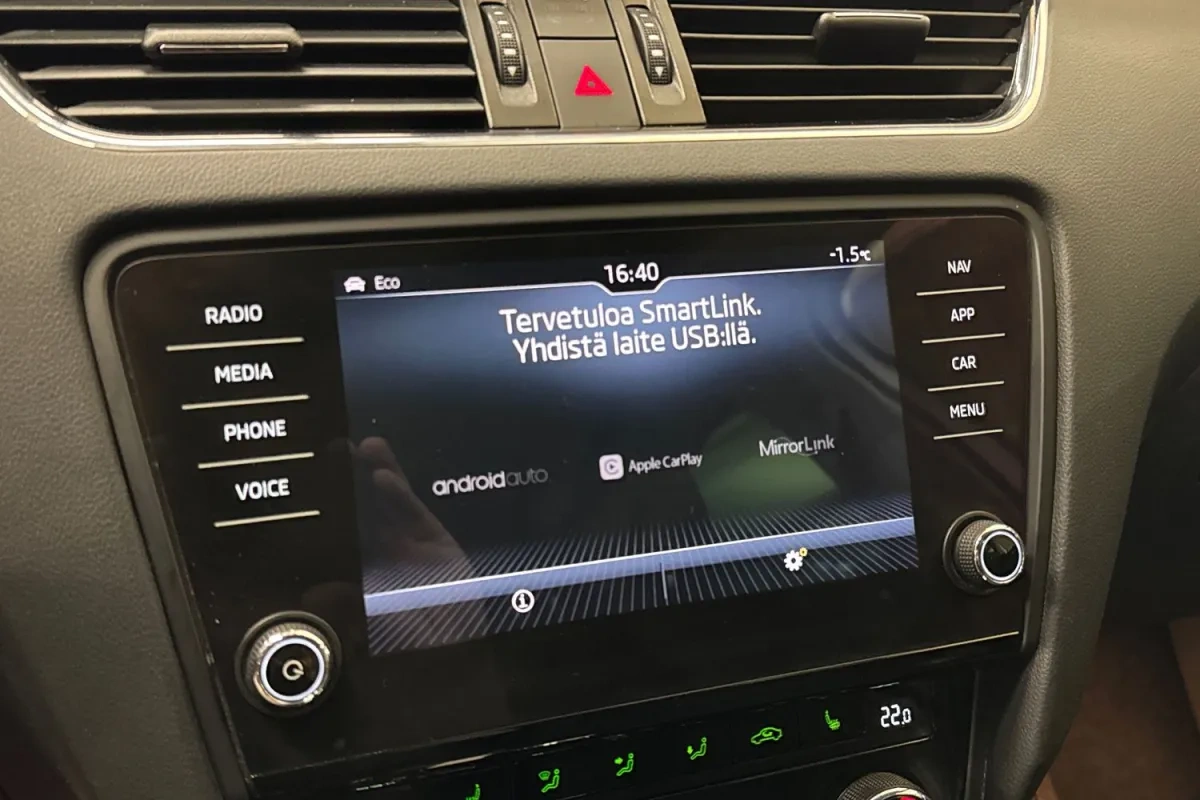 Eco
16:40
-1.5°C
RADIO
MEDIA
PHONE
VOICE
Tervetuloa SmartLink.
Yhdistä laite USB:llä.
androidauto
Apple CarPlay
MirrorLink
NAV
APP
CAR
MENU
22.0